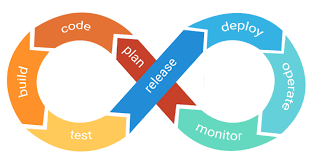 code
plan
build
test
release
deploy
operate
monitor